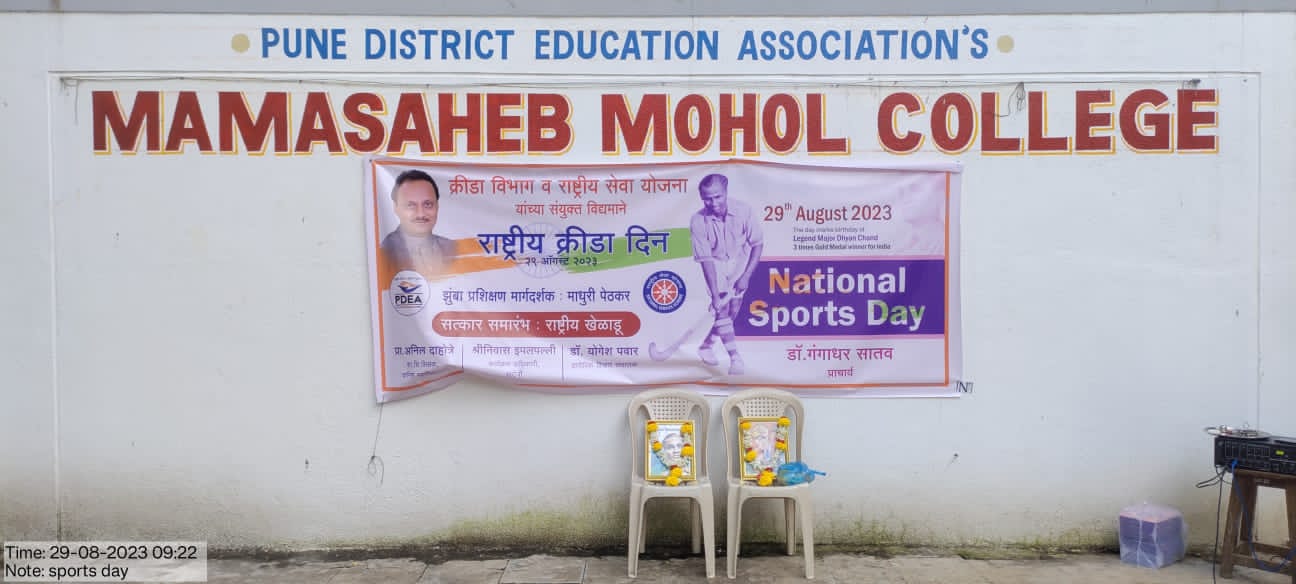 PUNE DISTRICT EDUCATION ASSOCIATION'S
MAMASAHEB MOHOL COLLEGE
क्रीडा विभाग व राष्ट्रीय सेवा योजना
यांच्या संयुक्त विद्यमाने
राष्ट्रीय क्रीडा दिन
२९ ऑगस्ट २०२३
PDEA
झुंबा प्रशिक्षण मार्गदर्शक : माधुरी पेठकर
सत्कार समारंभ : राष्ट्रीय खेळाडू
प्रा.अनिल दाहोत्रे
श्रीनिवास इपलपल्ली
डॉ. योगेश पवार
29th August 2023
The day marks birthday of
Legend Major Dhyan Chand
3 times Gold Medal winner for India
National
Sports Day
डॉ.गंगाधर सातव
प्राचार्य
Time: 29-08-2023 09:22
Note: sports day